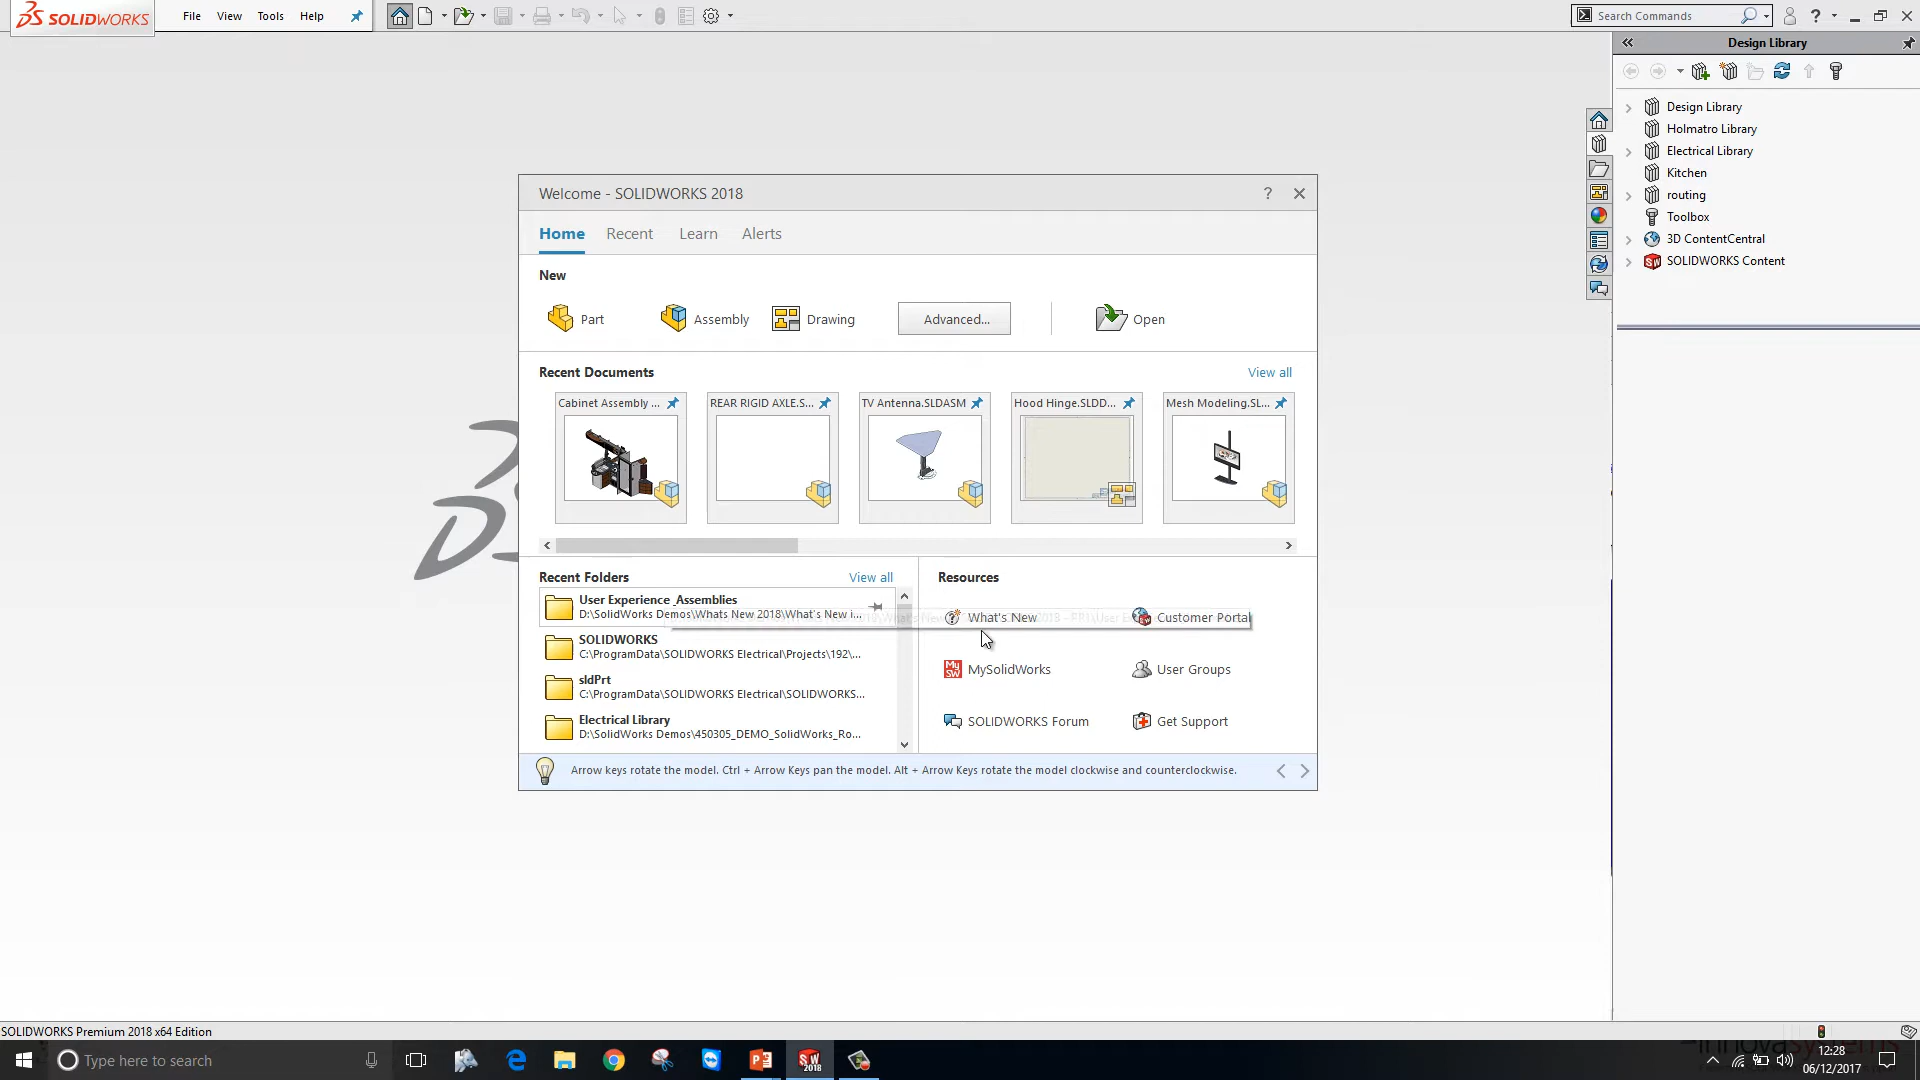 SOLIDWORKS
File View Tools Help
Search Commands
Design Library
Design Library
Holmatro Library
Electrical Library
Kitchen
routing
Toolbox
3D ContentCentral
SOLIDWORKS Content
Welcome - SOLIDWORKS 2018
Home Recent Learn Alerts
New
Part Assembly Drawing Advanced... Open
Recent Documents View all
Cabinet Assembly ... REAR RIGID AXLE.S... TV Antenna.SLDASM Hood Hinge.SLDD... Mesh Modeling.SL...
Recent Folders View all
User Experience_Assemblies
D:\SolidWorks Demos\Whats New 2018\What's New i...
SOLIDWORKS
C:\ProgramData\SOLIDWORKS Electrical\Projects\192\...
sldPrt
C:\ProgramData\SOLIDWORKS Electrical\SOLIDWORKS...
Electrical Library
D:\SolidWorks Demos\450305_DEMO_SolidWorks_Ro...
Resources
What's New Customer Portal
MySolidWorks User Groups
SOLIDWORKS Forum Get Support
Arrow keys rotate the model. Ctrl + Arrow Keys pan the model. Alt + Arrow Keys rotate the model clockwise and counterclockwise.
SOLIDWORKS Premium 2018 x64 Edition
Type here to search
12:28
06/12/2017